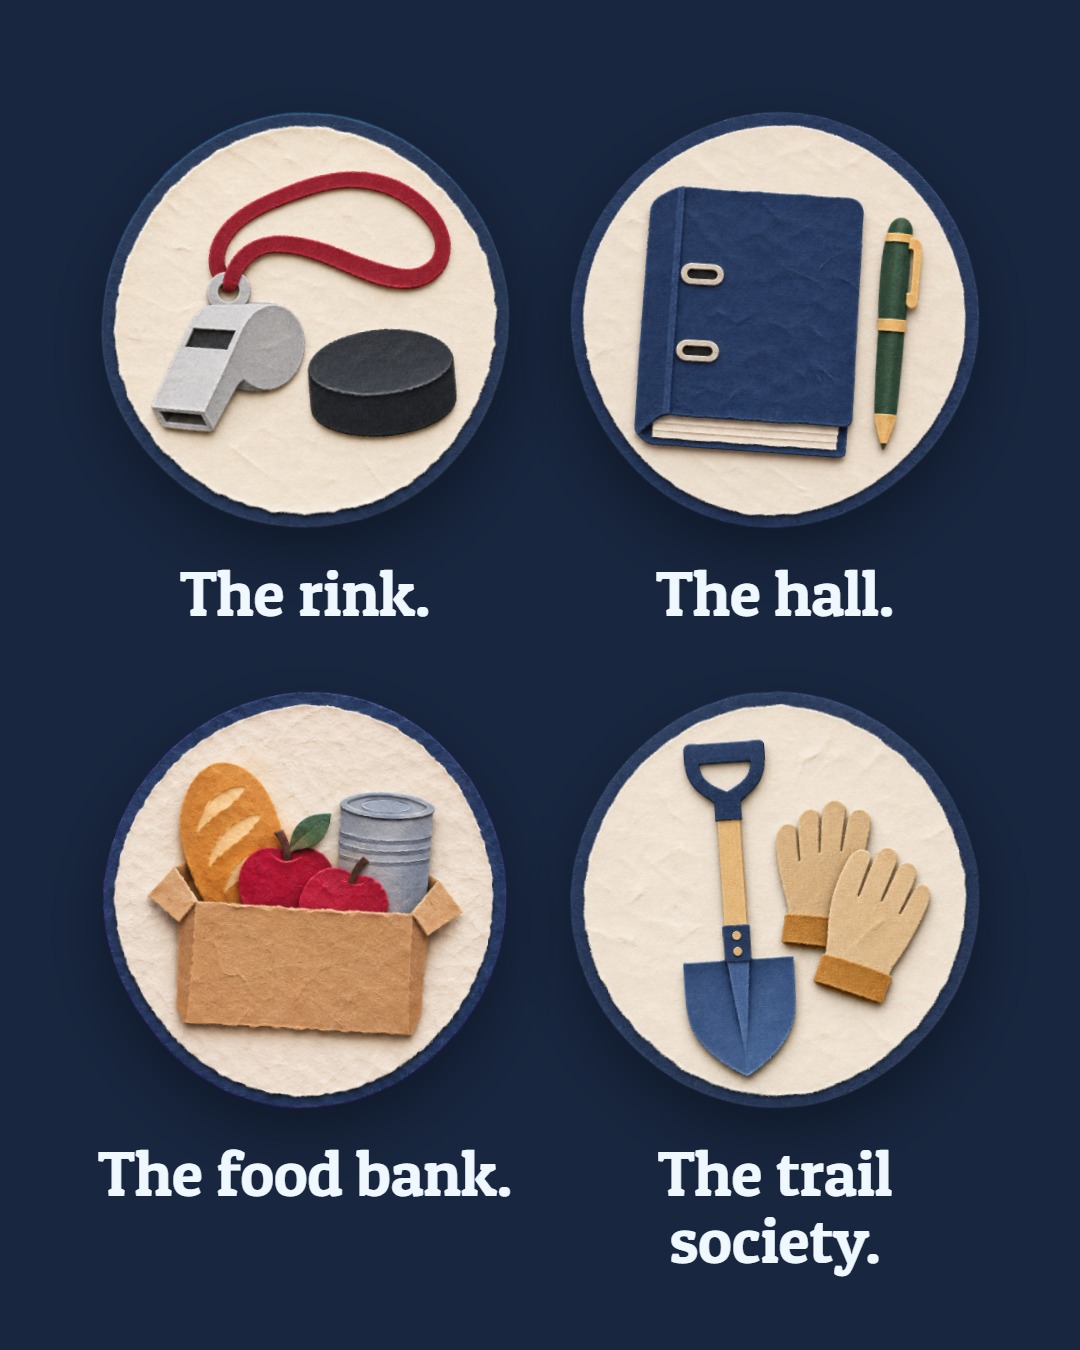 The rink.
The hall.
The food bank.
The trail
society.